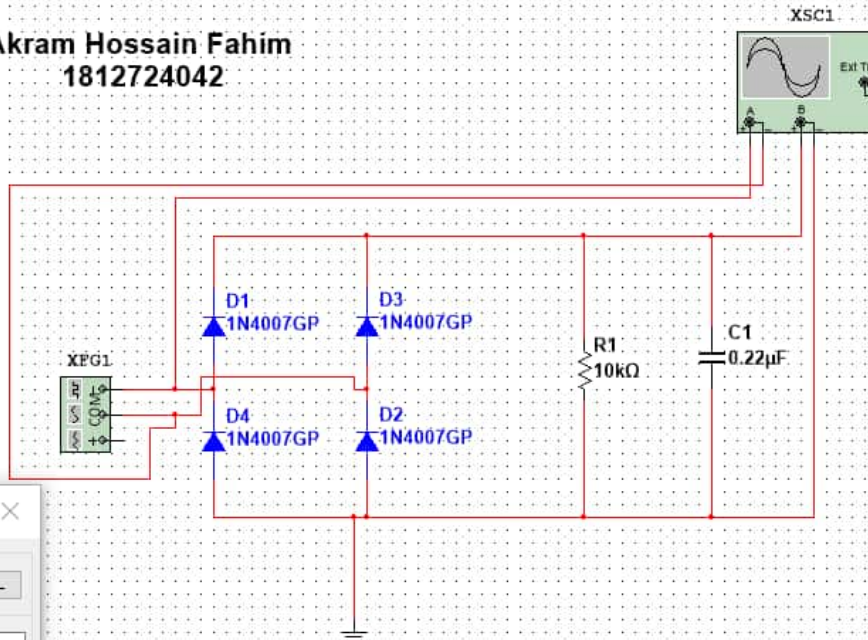 Akram Hossain Fahim
1812724042
XSC1
Ext T
A
B
D1
1N4007GP
D3
1N4007GP
XFG1
COM
R1
10kΩ
C1
0.22µF
D4
1N4007GP
D2
1N4007GP